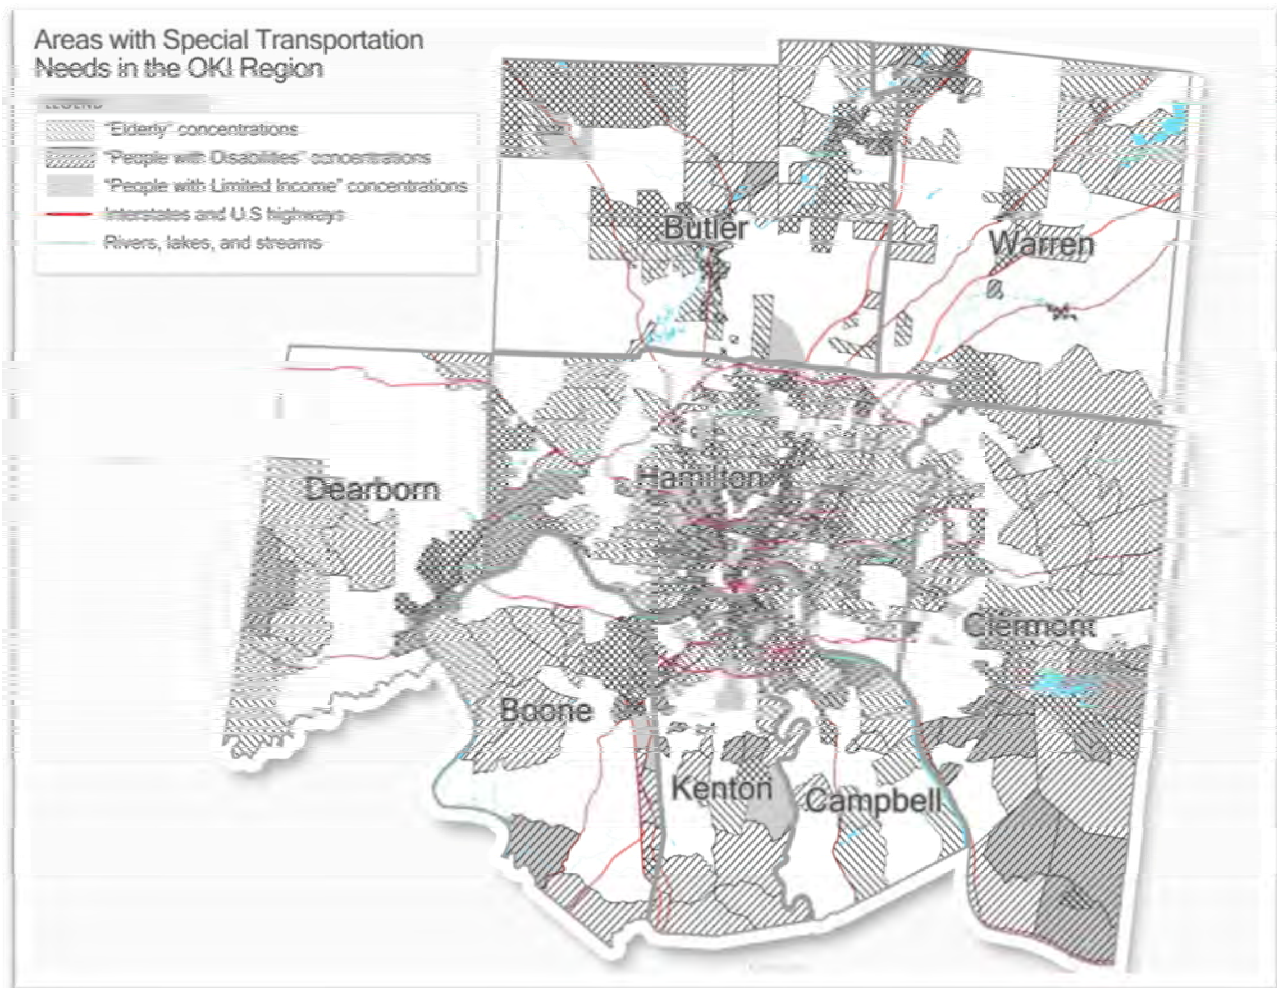 Areas with Special Transportation
Needs in the OKI Region
LEGEND
"Elderly" concentrations
"People with Disabilities" concentrations
"People with Limited Income" concentrations
Interstates and U.S highways
Rivers, lakes, and streams
Butler
Warren
Dearborn
Hamilton
Clermont
Boone
Kenton
Campbell